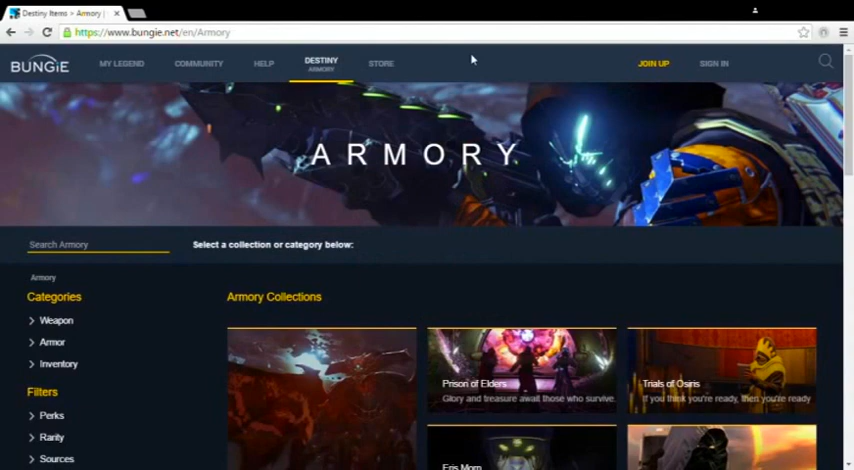 Destiny Items > Armory |
https://www.bungie.net/en/Armory
BUNGIE
MY LEGEND
COMMUNITY
HELP
DESTINY
ARMORY
STORE
JOIN UP
SIGN IN
ARMORY
Search Armory
Select a collection or category below:
Armory
Categories
Armory Collections
Weapon
Armor
Inventory
Filters
Perks
Rarity
Sources
Prison of Elders
Glory and treasure await those who survive.
Trials of Osiris
If you think you're ready, then you're ready
Eris Morn